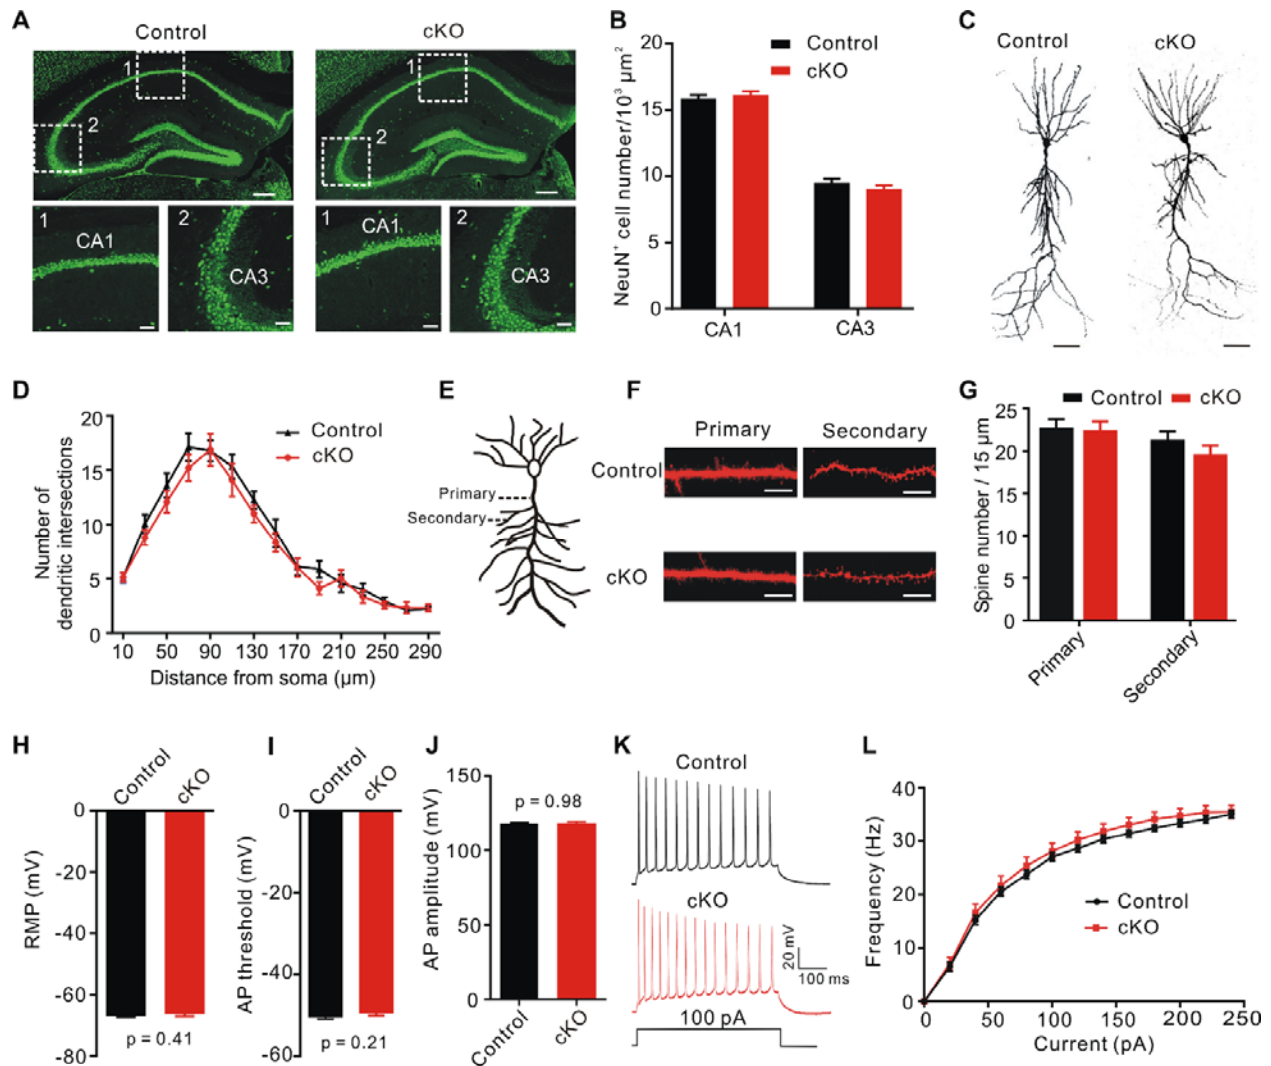 A
Control
cKO
1
2
1
2
1
CA1
2
CA3
1
CA1
2
CA3
B
Control
cKO
NeuN⁺ cell number/10³ µm²
20
15
10
5
0
CA1
CA3
C
Control
cKO
D
Control
cKO
Number of
dendritic intersections
20
15
10
5
0
10 50 90 130 170 210 250 290
Distance from soma (µm)
E
Primary
Secondary
F
Primary
Secondary
Control
cKO
G
Control
cKO
Spine number / 15 µm
25
20
15
10
5
0
Primary
Secondary
H
Control
cKO
RMP (mV)
0
-20
-40
-60
-80
p = 0.41
I
Control
cKO
AP threshold (mV)
0
-20
-40
-60
p = 0.21
J
AP amplitude (mV)
150
100
50
0
p = 0.98
Control
cKO
K
Control
cKO
20 mV
100 ms
100 pA
L
Frequency (Hz)
40
30
20
10
0
Control
cKO
0 50 100 150 200 250
Current (pA)